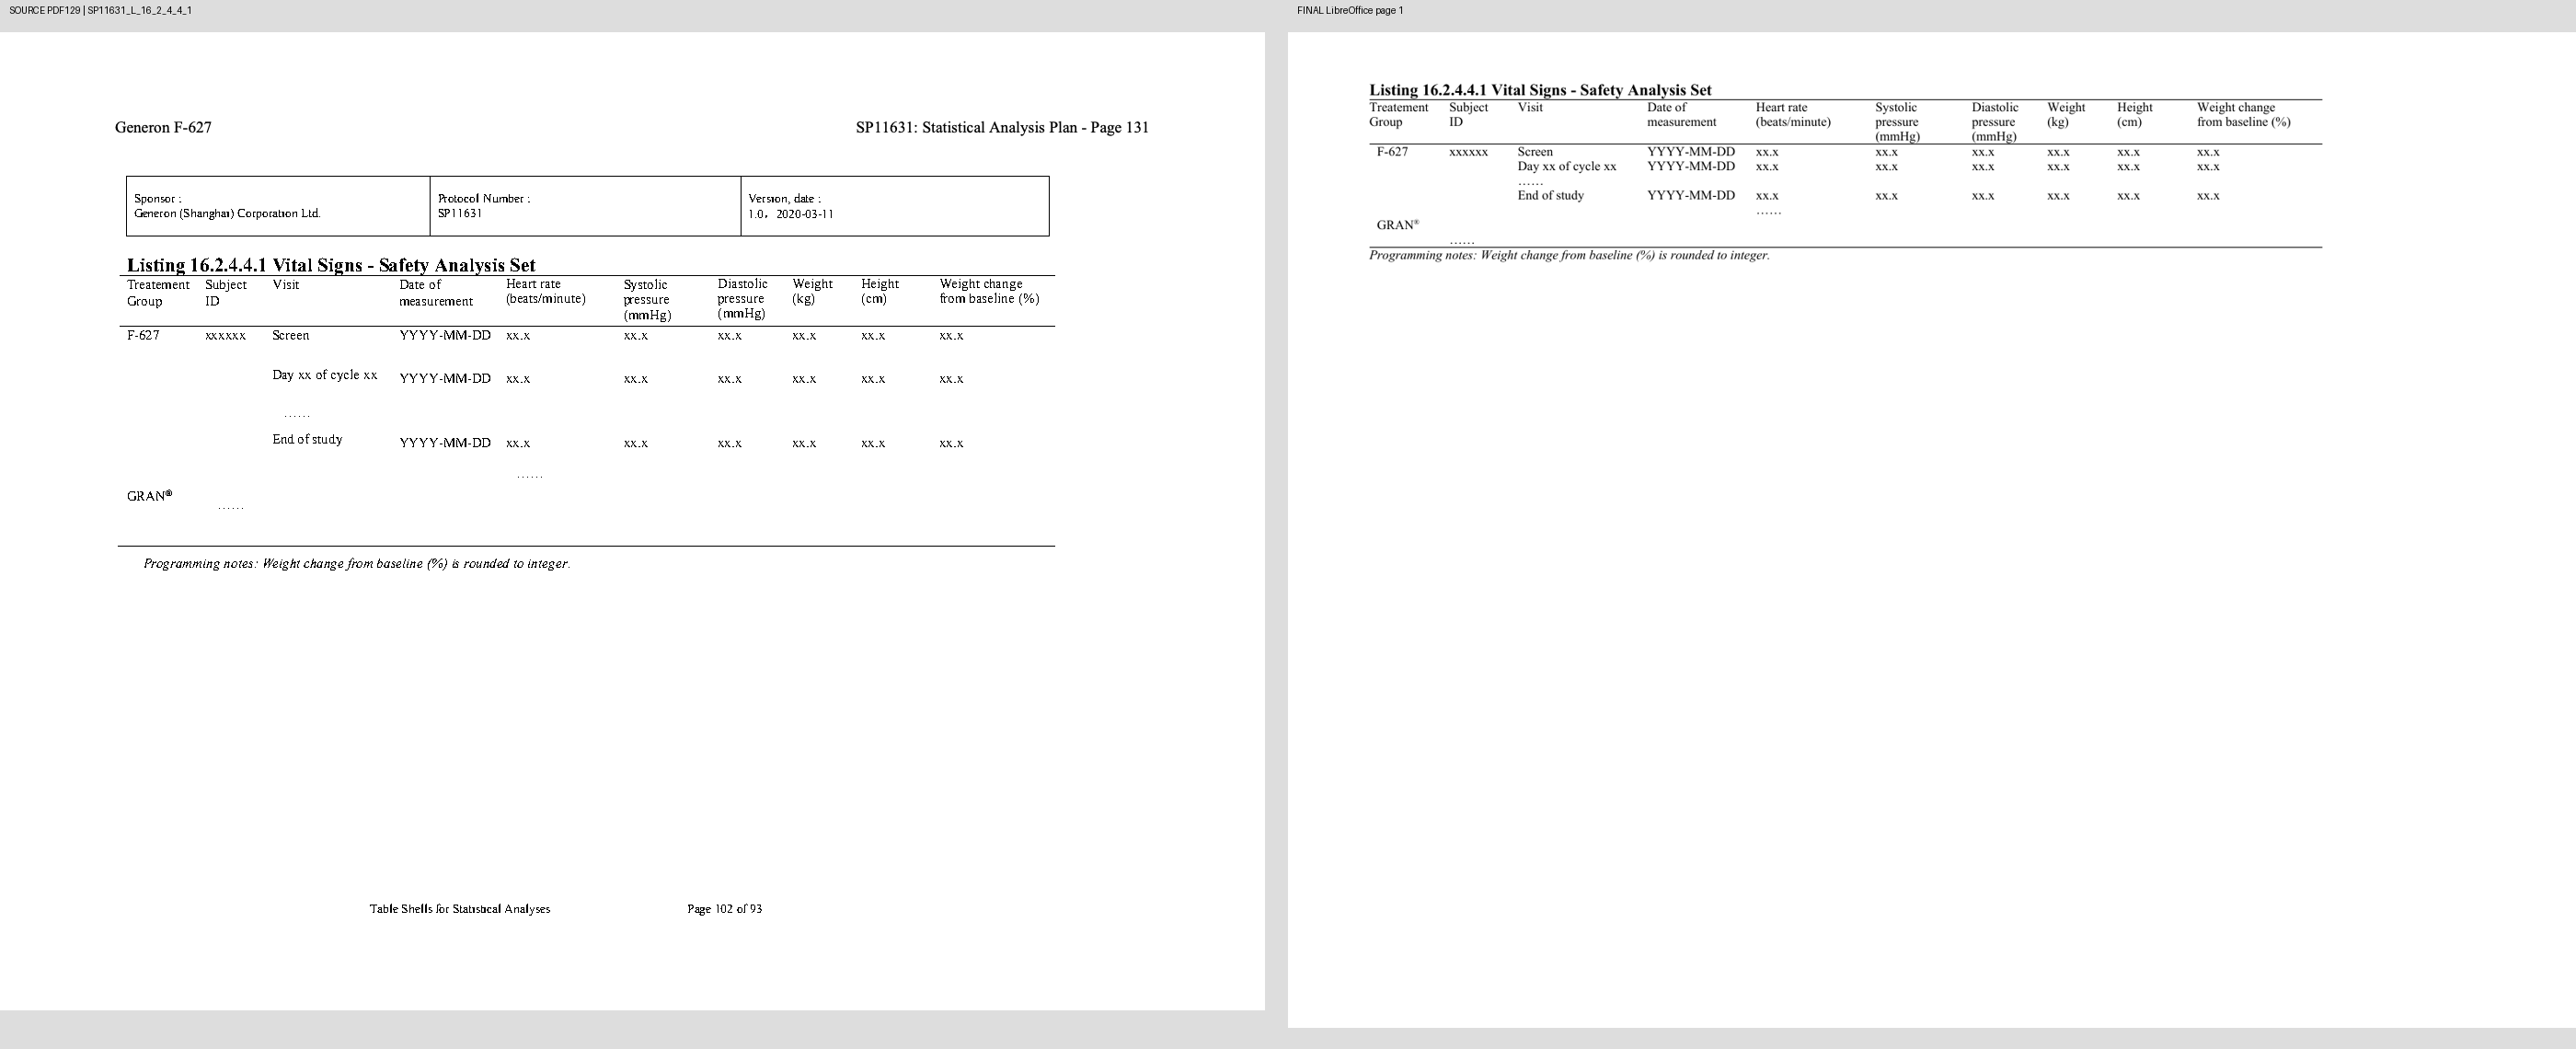 SOURCE PDF129 | SP11631_L_16_2_4_4_1
Generon F-627 SP11631: Statistical Analysis Plan - Page 131
Sponsor : Protocol Number : Version, date :
Generon (Shanghai) Corporation Ltd. SP11631 1.0，2020-03-11
Listing 16.2.4.4.1 Vital Signs - Safety Analysis Set
Treatement Subject Visit Date of Heart rate Systolic Diastolic Weight Height Weight change
Group ID measurement (beats/minute) pressure pressure (kg) (cm) from baseline (%)
(mmHg) (mmHg)
F-627 xxxxxx Screen YYYY-MM-DD xx.x xx.x xx.x xx.x xx.x xx.x
Day xx of cycle xx YYYY-MM-DD xx.x xx.x xx.x xx.x xx.x xx.x
......
End of study YYYY-MM-DD xx.x xx.x xx.x xx.x xx.x xx.x
......
GRAN®
......
Programming notes: Weight change from baseline (%) is rounded to integer.
Table Shells for Statistical Analyses Page 102 of 93
FINAL LibreOffice page 1
Listing 16.2.4.4.1 Vital Signs - Safety Analysis Set
Treatement Subject Visit Date of Heart rate Systolic Diastolic Weight Height Weight change
Group ID measurement (beats/minute) pressure pressure (kg) (cm) from baseline (%)
(mmHg) (mmHg)
F-627 xxxxxx Screen YYYY-MM-DD xx.x xx.x xx.x xx.x xx.x xx.x
Day xx of cycle xx YYYY-MM-DD xx.x xx.x xx.x xx.x xx.x xx.x
......
End of study YYYY-MM-DD xx.x xx.x xx.x xx.x xx.x xx.x
......
GRAN®
......
Programming notes: Weight change from baseline (%) is rounded to integer.